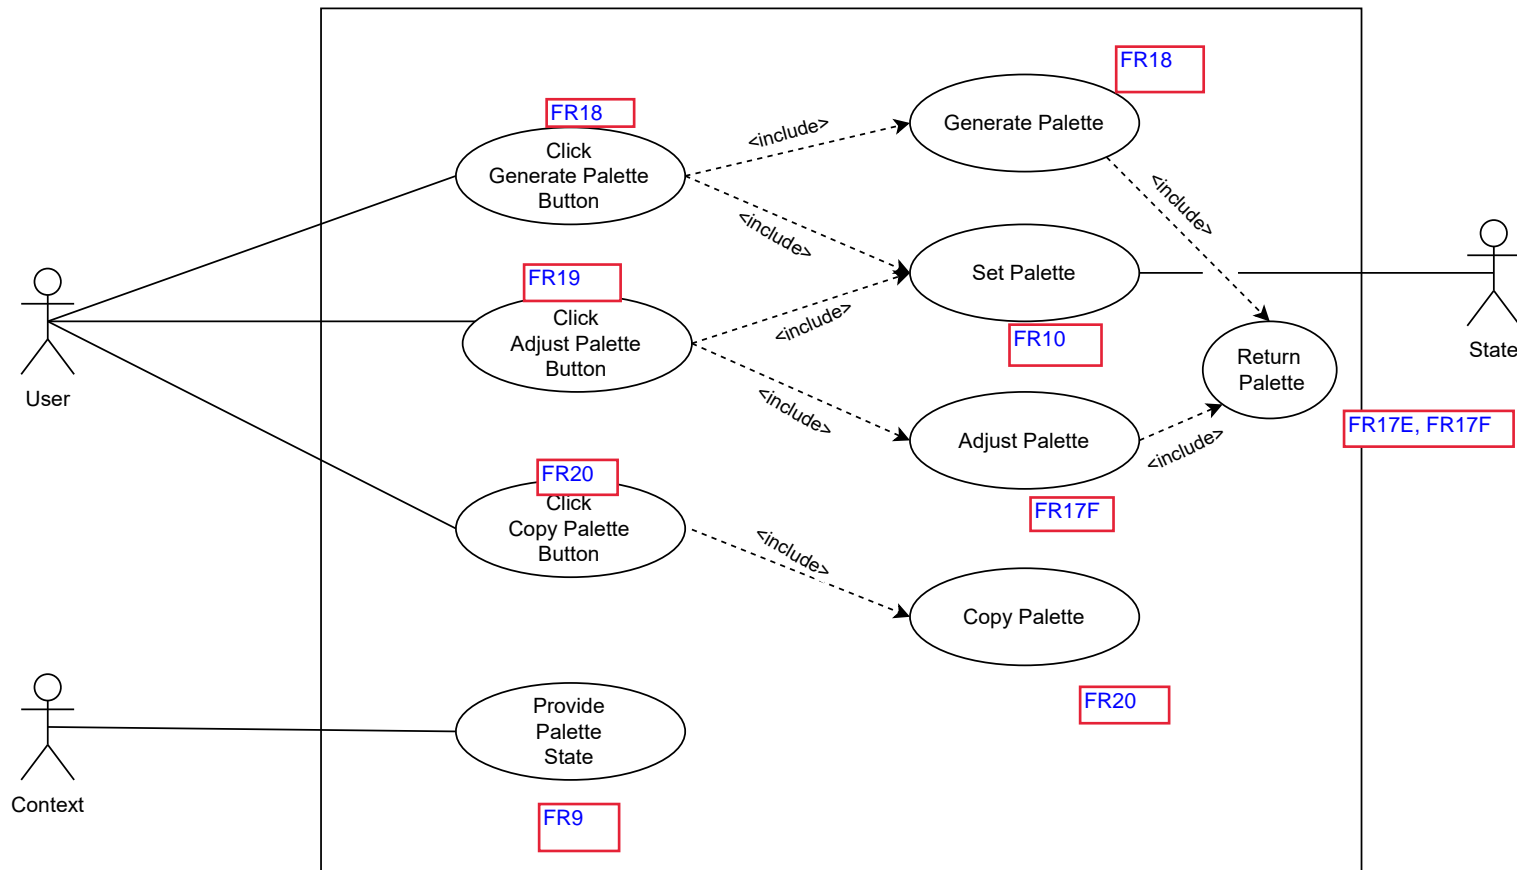 FR18
FR18
Click
Generate Palette
Button
<include>
Generate Palette
<include>
<include>
FR19
Click
Adjust Palette
Button
<include>
Set Palette
FR10
State
Return
Palette
User
<include>
Adjust Palette
<include>
FR17E, FR17F
FR17F
FR20
Click
Copy Palette
Button
<include>
Copy Palette
FR20
Provide
Palette
State
Context
FR9